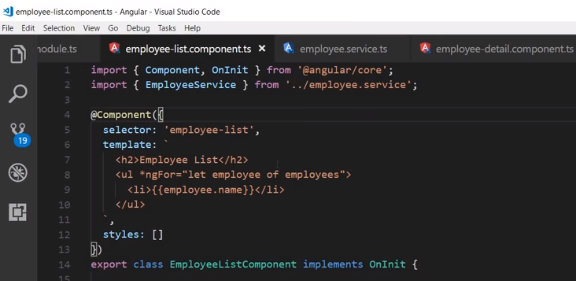 employee-list.component.ts - Angular - Visual Studio Code
File Edit Selection View Go Debug Tasks Help
module.ts employee-list.component.ts × employee.service.ts employee-detail.component.ts
1 import { Component, OnInit } from '@angular/core';
2 import { EmployeeService } from '../employee.service';
3
4 @Component({
5 selector: 'employee-list',
6 template: `
7 <h2>Employee List</h2>
8 <ul *ngFor="let employee of employees">
9 <li>{{employee.name}}</li>
10 </ul>
11 `,
12 styles: []
13 })
14 export class EmployeeListComponent implements OnInit {
15
19